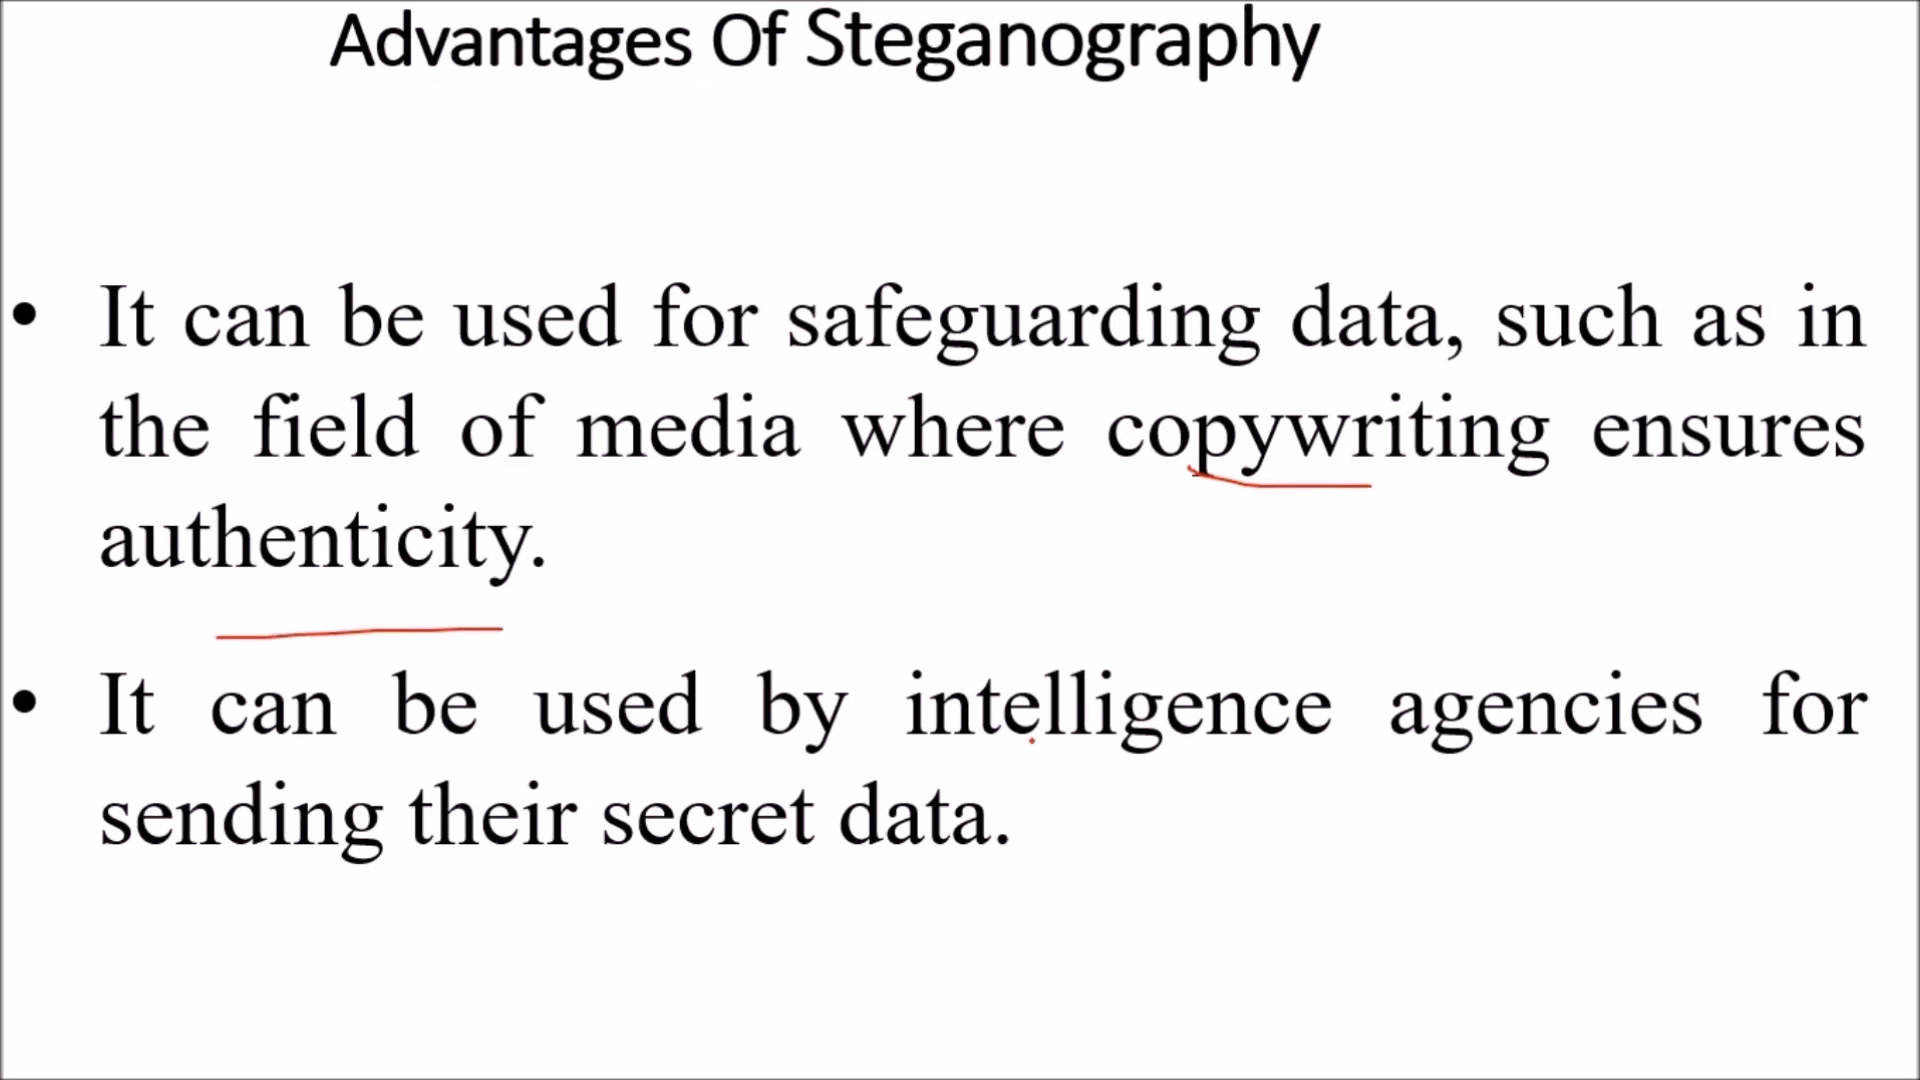 Advantages Of Steganography
• It can be used for safeguarding data, such as in
the field of media where copywriting ensures
authenticity.
• It can be used by intelligence agencies for
sending their secret data.